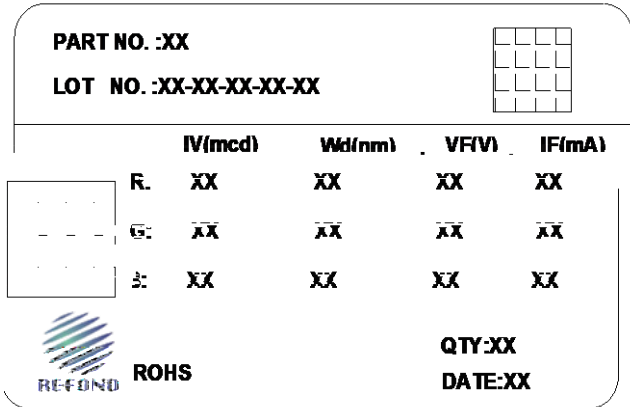 PART NO. :XX
LOT NO. :XX-XX-XX-XX-XX
IV(mcd) Wd(nm) VF(V) IF(mA)
R. XX XX XX XX
G: XX XX XX XX
B: XX XX XX XX
REFOND
ROHS
QTY:XX
DATE:XX